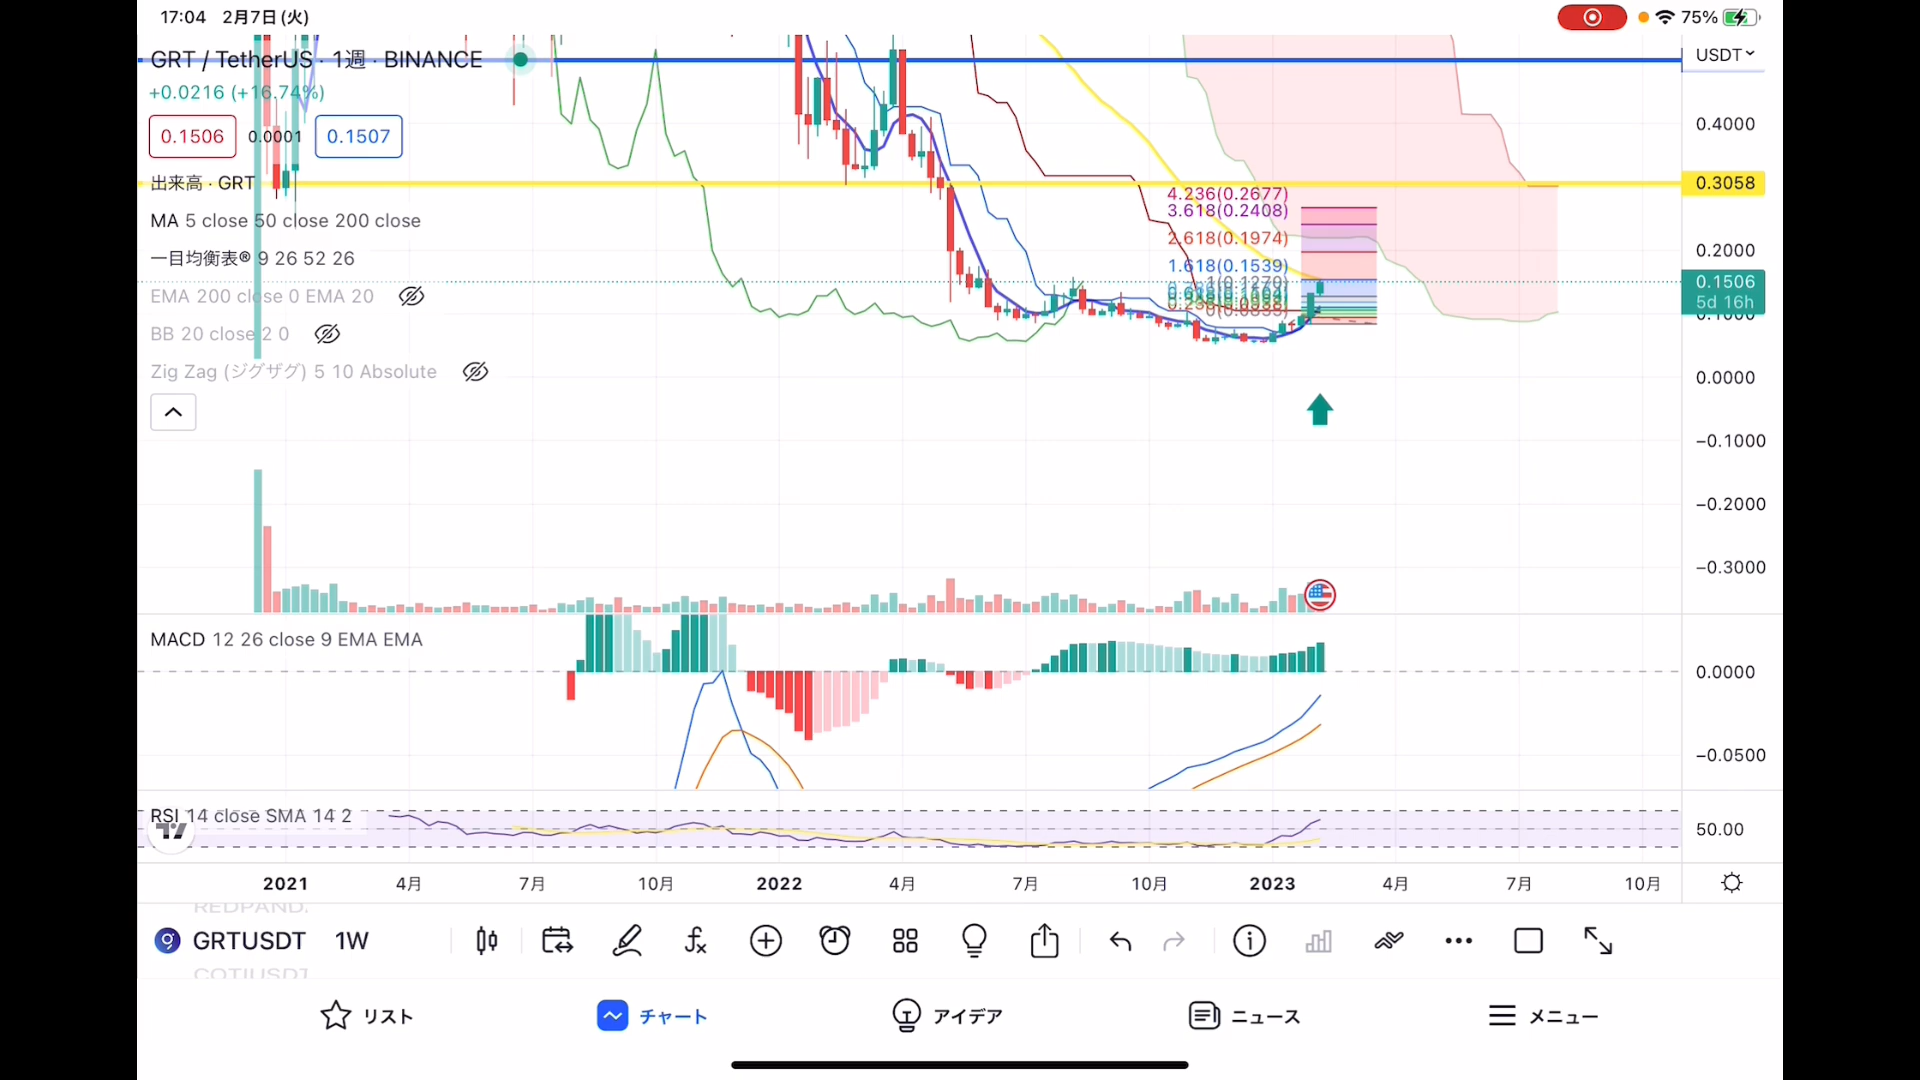 17:04 2月7日(火)
75%
GRT / TetherUS · 1週 · BINANCE
USDT
+0.0216 (+16.74%)
0.1506 0.0001 0.1507
0.4000
出来高 · GRT
0.3058
4.236(0.2677)
3.618(0.2408)
MA 5 close 50 close 200 close
2.618(0.1974)
0.2000
一目均衡表® 9 26 52 26
1.618(0.1539)
0.1506
5d 16h
EMA 200 close 0 EMA 20
BB 20 close 2 0
Zig Zag (ジグザグ) 5 10 Absolute
0.0000
−0.1000
−0.2000
−0.3000
MACD 12 26 close 9 EMA EMA
0.0000
−0.0500
RSI 14 close SMA 14 2
50.00
2021 4月 7月 10月 2022 4月 7月 10月 2023 4月 7月 10月
GRTUSDT 1W
リスト チャート アイデア ニュース メニュー